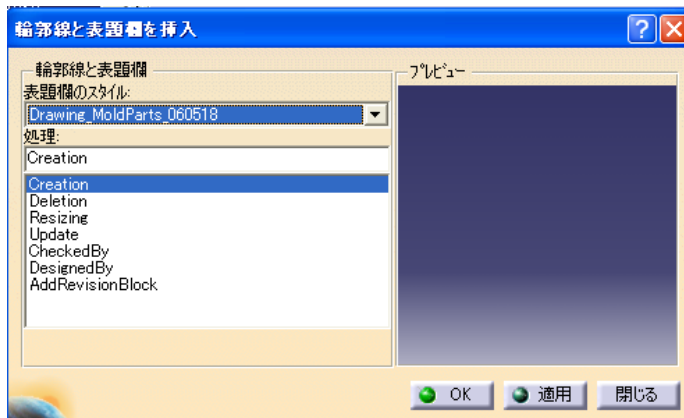 輪郭線と表題欄を挿入
輪郭線と表題欄
表題欄のスタイル:
Drawing_MoldParts_060518
処理:
Creation
Creation
Deletion
Resizing
Update
CheckedBy
DesignedBy
AddRevisionBlock
プレビュー
OK
適用
閉じる